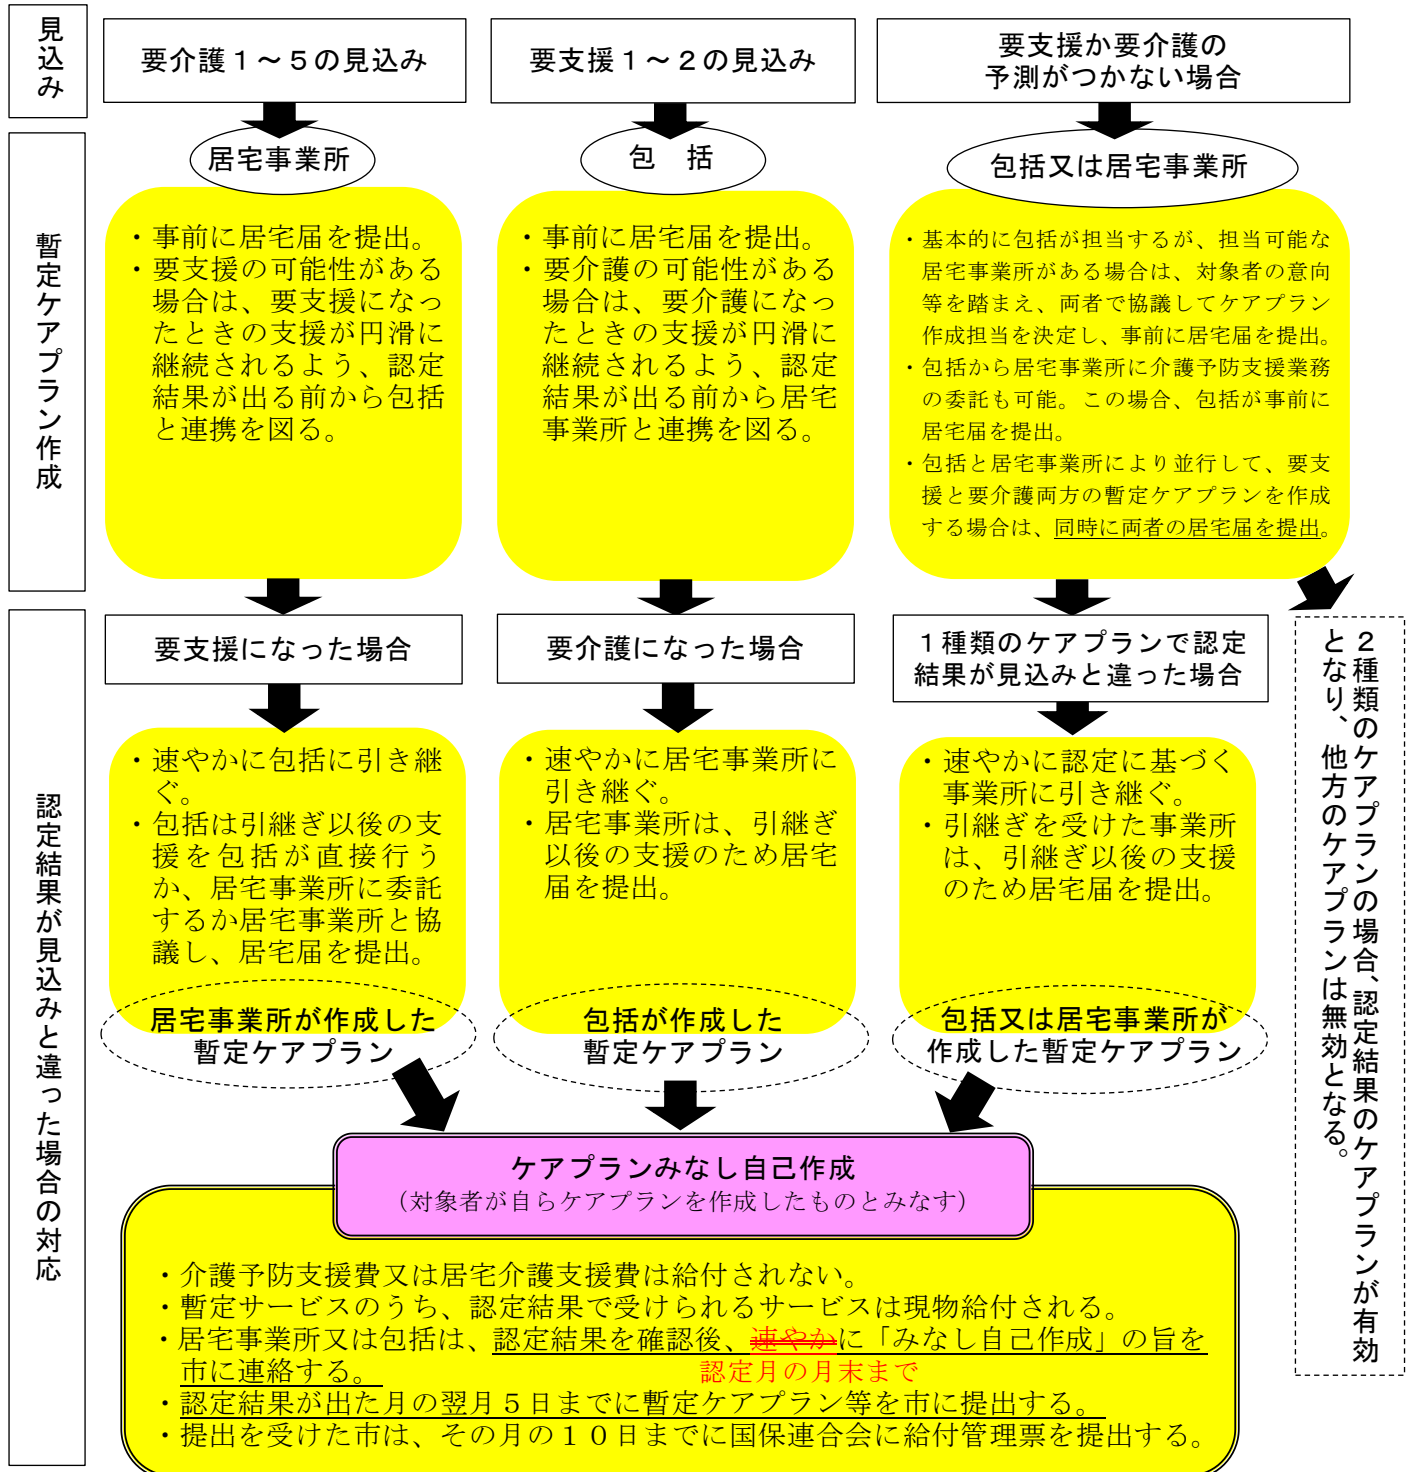 見込み
要介護１～５の見込み
要支援１～２の見込み
要支援か要介護の
予測がつかない場合
暫定ケアプラン作成
居宅事業所
包　括
包括又は居宅事業所
・事前に居宅届を提出。
・要支援の可能性がある
場合は、要支援になっ
たときの支援が円滑に
継続されるよう、認定
結果が出る前から包括
と連携を図る。
・事前に居宅届を提出。
・要介護の可能性がある
場合は、要介護になっ
たときの支援が円滑に
継続されるよう、認定
結果が出る前から居宅
事業所と連携を図る。
・基本的に包括が担当するが、担当可能な
居宅事業所がある場合は、対象者の意向
等を踏まえ、両者で協議してケアプラン
作成担当を決定し、事前に居宅届を提出。
・包括から居宅事業所に介護予防支援業務
の委託も可能。この場合、包括が事前に
居宅届を提出。
・包括と居宅事業所により並行して、要支
援と要介護両方の暫定ケアプランを作成
する場合は、同時に両者の居宅届を提出。
認定結果が見込みと違った場合の対応
要支援になった場合
要介護になった場合
１種類のケアプランで認定
結果が見込みと違った場合
２種類のケアプランの場合、認定結果のケアプランが有効
となり、他方のケアプランは無効となる。
・速やかに包括に引き継
ぐ。
・包括は引継ぎ以後の支
援を包括が直接行う
か、居宅事業所に委託
するか居宅事業所と協
議し、居宅届を提出。
・速やかに居宅事業所に
引き継ぐ。
・居宅事業所は、引継ぎ
以後の支援のため居宅
届を提出。
・速やかに認定に基づく
事業所に引き継ぐ。
・引継ぎを受けた事業所
は、引継ぎ以後の支援
のため居宅届を提出。
居宅事業所が作成した
暫定ケアプラン
包括が作成した
暫定ケアプラン
包括又は居宅事業所が
作成した暫定ケアプラン
ケアプランみなし自己作成
（対象者が自らケアプランを作成したものとみなす）
・介護予防支援費又は居宅介護支援費は給付されない。
・暫定サービスのうち、認定結果で受けられるサービスは現物給付される。
・居宅事業所又は包括は、認定結果を確認後、速やかに「みなし自己作成」の旨を
市に連絡する。
認定月の月末まで
・認定結果が出た月の翌月５日までに暫定ケアプラン等を市に提出する。
・提出を受けた市は、その月の１０日までに国保連合会に給付管理票を提出する。